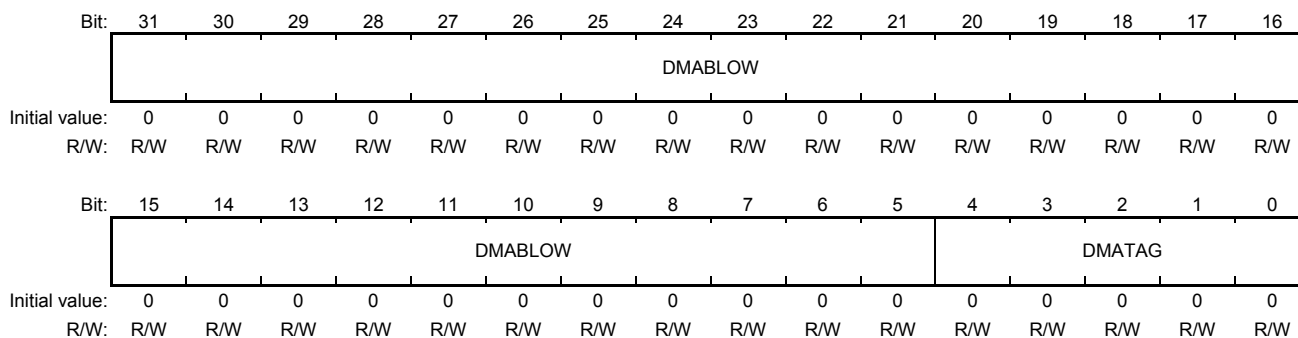 Bit: 31 30 29 28 27 26 25 24 23 22 21 20 19 18 17 16
DMABLOW
Initial value: 0 0 0 0 0 0 0 0 0 0 0 0 0 0 0 0
R/W: R/W R/W R/W R/W R/W R/W R/W R/W R/W R/W R/W R/W R/W R/W R/W R/W
Bit: 15 14 13 12 11 10 9 8 7 6 5 4 3 2 1 0
DMABLOW DMATAG
Initial value: 0 0 0 0 0 0 0 0 0 0 0 0 0 0 0 0
R/W: R/W R/W R/W R/W R/W R/W R/W R/W R/W R/W R/W R/W R/W R/W R/W R/W